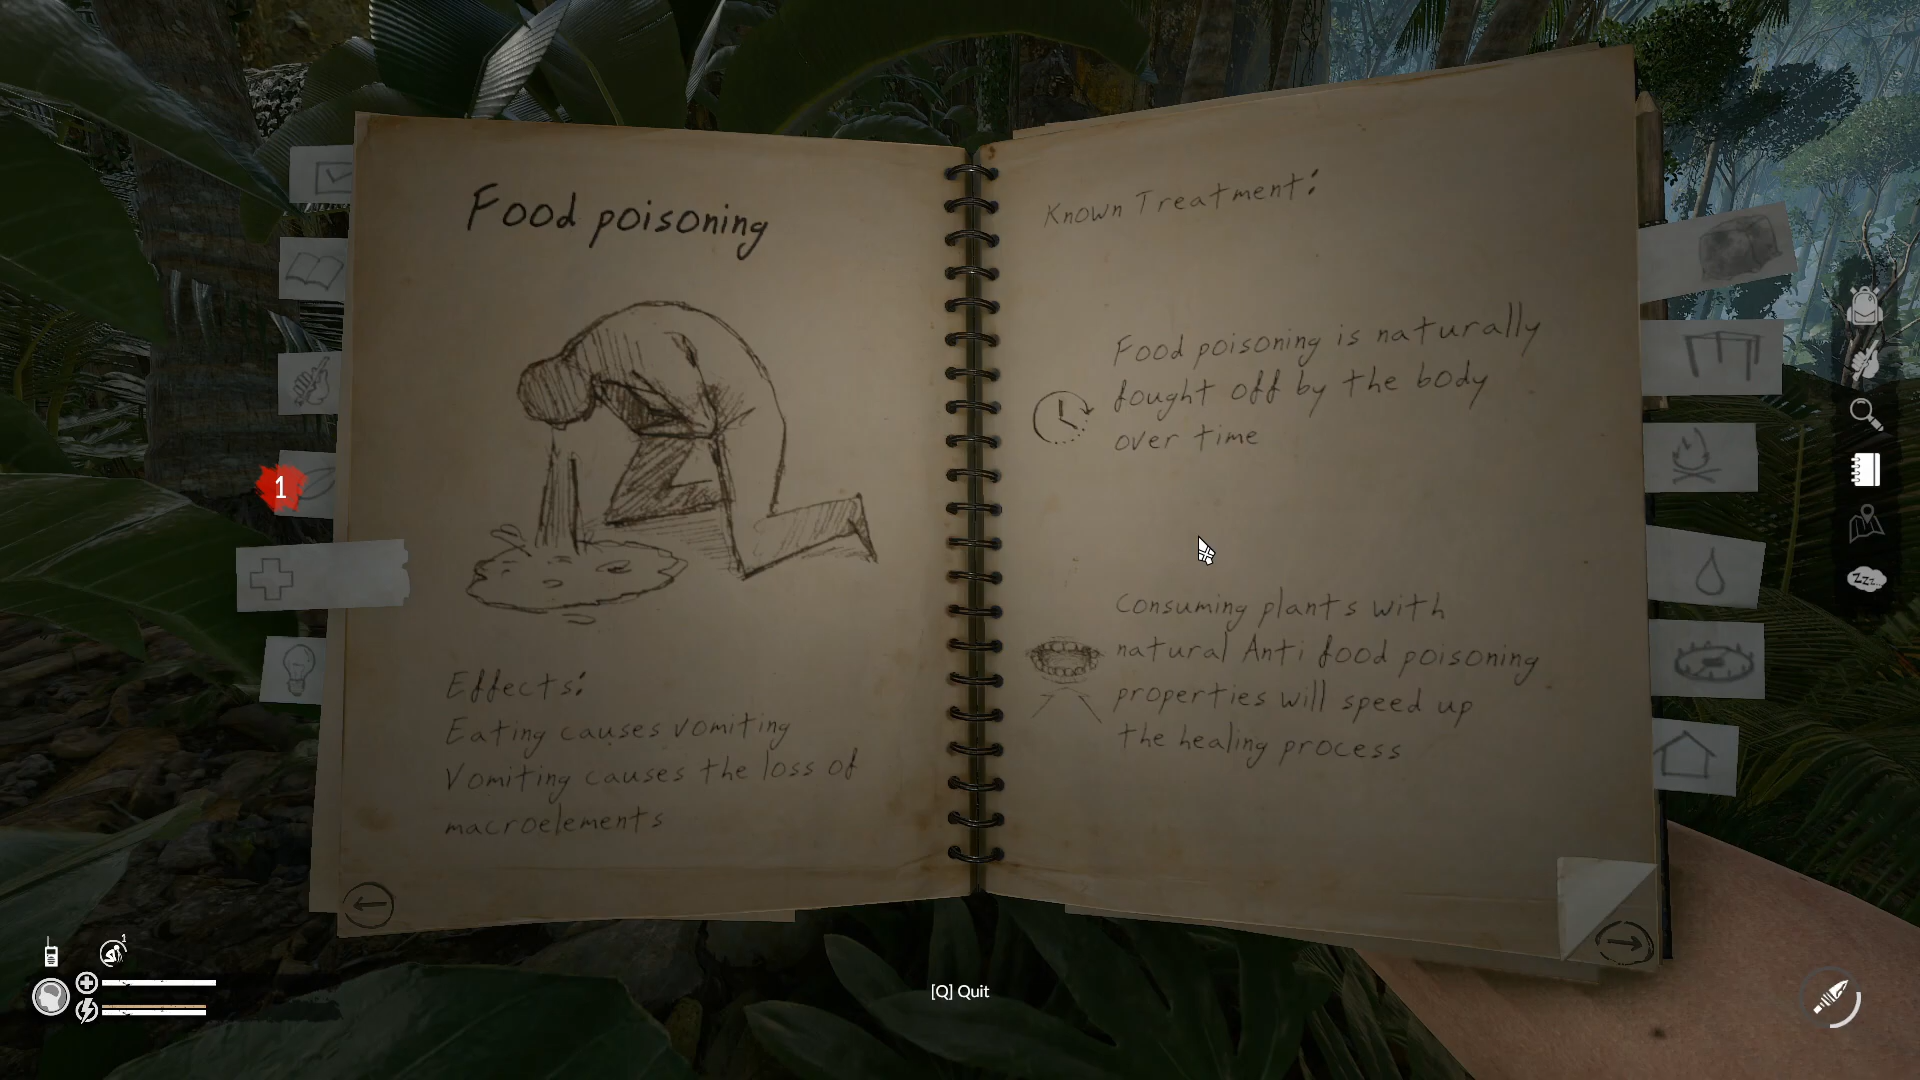 Food poisoning
Effects:
Eating causes vomiting
Vomiting causes the loss of
macroelements
Known Treatment:
Food poisoning is naturally
fought off by the body
over time
Consuming plants with
natural Anti food poisoning
properties will speed up
the healing process
1
zzz
1
[Q] Quit